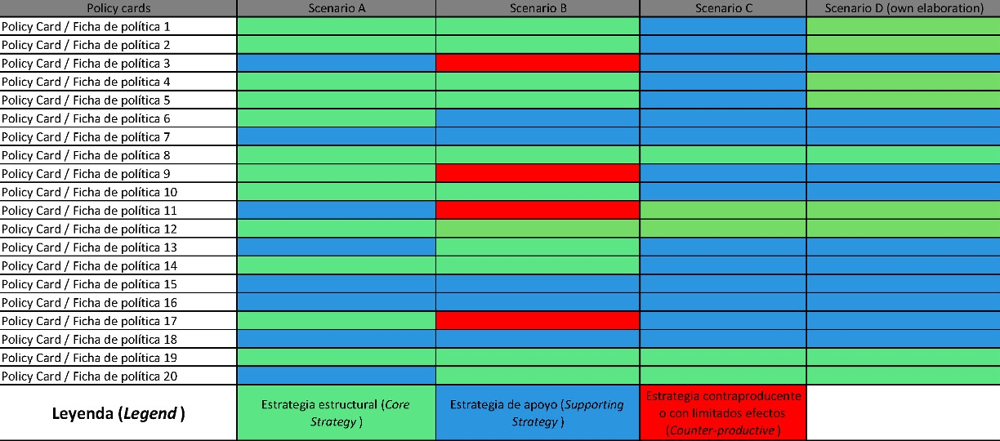 Policy cards Scenario A Scenario B Scenario C Scenario D (own elaboration)
Policy Card / Ficha de política 1
Policy Card / Ficha de política 2
Policy Card / Ficha de política 3
Policy Card / Ficha de política 4
Policy Card / Ficha de política 5
Policy Card / Ficha de política 6
Policy Card / Ficha de política 7
Policy Card / Ficha de política 8
Policy Card / Ficha de política 9
Policy Card / Ficha de política 10
Policy Card / Ficha de política 11
Policy Card / Ficha de política 12
Policy Card / Ficha de política 13
Policy Card / Ficha de política 14
Policy Card / Ficha de política 15
Policy Card / Ficha de política 16
Policy Card / Ficha de política 17
Policy Card / Ficha de política 18
Policy Card / Ficha de política 19
Policy Card / Ficha de política 20
Leyenda (Legend )
Estrategia estructural (Core
Strategy )
Estrategia de apoyo (Supporting
Strategy )
Estrategia contraproducente
o con limitados efectos
(Counter-productive )